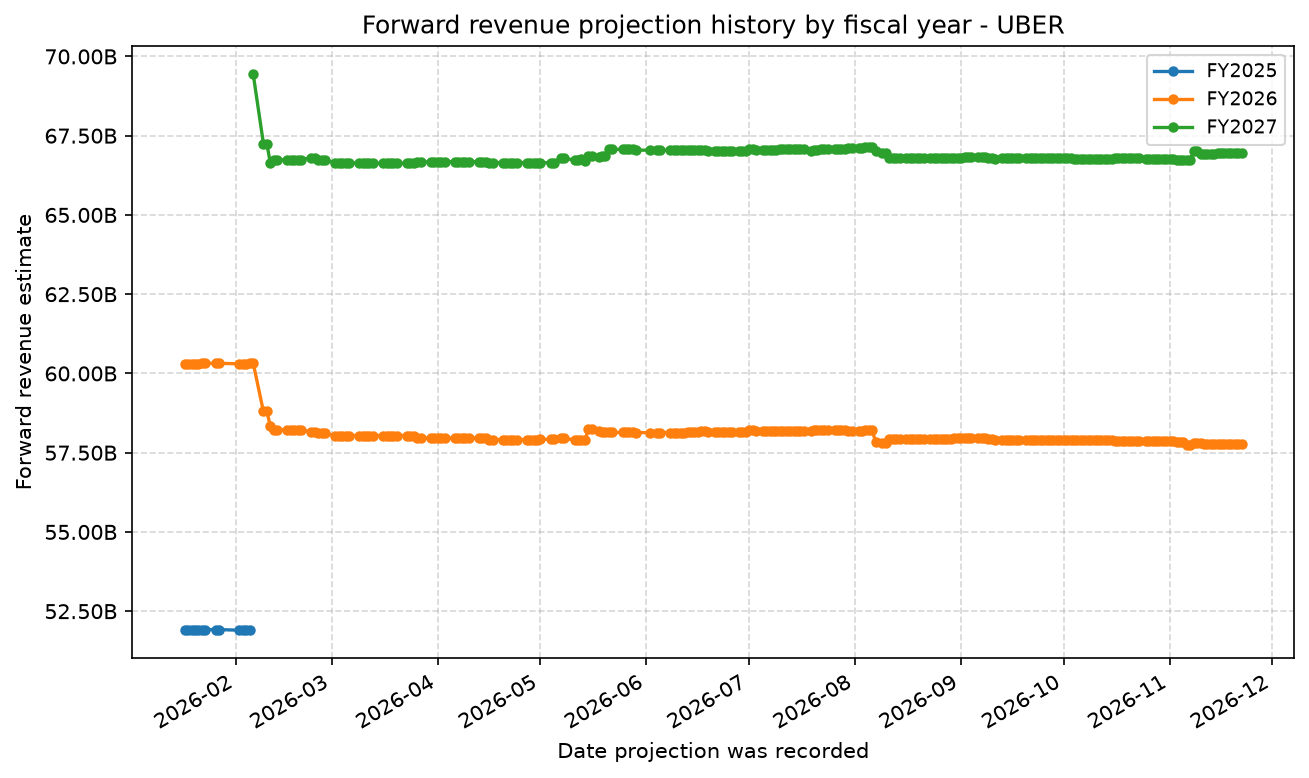 Forward revenue projection history by fiscal year - UBER
70.00B
67.50B
65.00B
62.50B
60.00B
57.50B
55.00B
52.50B
Forward revenue estimate
FY2025
FY2026
FY2027
2026-02
2026-03
2026-04
2026-05
2026-06
2026-07
2026-08
2026-09
2026-10
2026-11
2026-12
Date projection was recorded